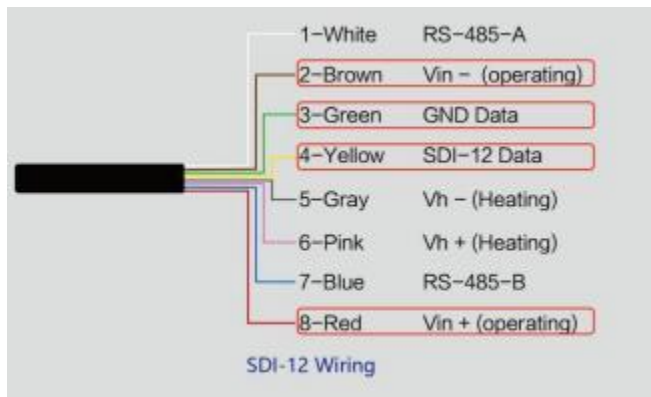 1-White RS-485-A
2-Brown Vin - (operating)
3-Green GND Data
4-Yellow SDI-12 Data
5-Gray Vh - (Heating)
6-Pink Vh + (Heating)
7-Blue RS-485-B
8-Red Vin + (operating)
SDI-12 Wiring